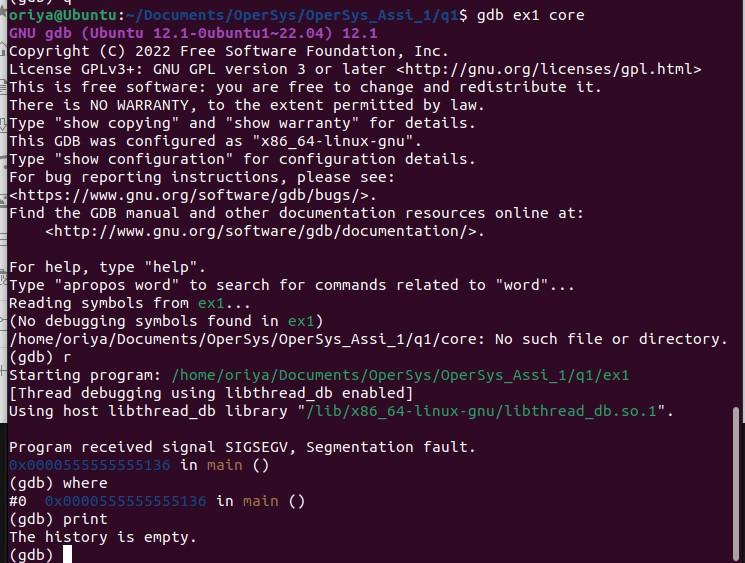 (gdb) q
oriya@Ubuntu:~/Documents/OperSys/OperSys_Assi_1/q1$ gdb ex1 core
GNU gdb (Ubuntu 12.1-0ubuntu1~22.04) 12.1
Copyright (C) 2022 Free Software Foundation, Inc.
License GPLv3+: GNU GPL version 3 or later <http://gnu.org/licenses/gpl.html>
This is free software: you are free to change and redistribute it.
There is NO WARRANTY, to the extent permitted by law.
Type "show copying" and "show warranty" for details.
This GDB was configured as "x86_64-linux-gnu".
Type "show configuration" for configuration details.
For bug reporting instructions, please see:
<https://www.gnu.org/software/gdb/bugs/>.
Find the GDB manual and other documentation resources online at:
    <http://www.gnu.org/software/gdb/documentation/>.

For help, type "help".
Type "apropos word" to search for commands related to "word"...
Reading symbols from ex1...
(No debugging symbols found in ex1)
/home/oriya/Documents/OperSys/OperSys_Assi_1/q1/core: No such file or directory.
(gdb) r
Starting program: /home/oriya/Documents/OperSys/OperSys_Assi_1/q1/ex1
[Thread debugging using libthread_db enabled]
Using host libthread_db library "/lib/x86_64-linux-gnu/libthread_db.so.1".

Program received signal SIGSEGV, Segmentation fault.
0x0000555555555136 in main ()
(gdb) where
#0  0x0000555555555136 in main ()
(gdb) print
The history is empty.
(gdb)